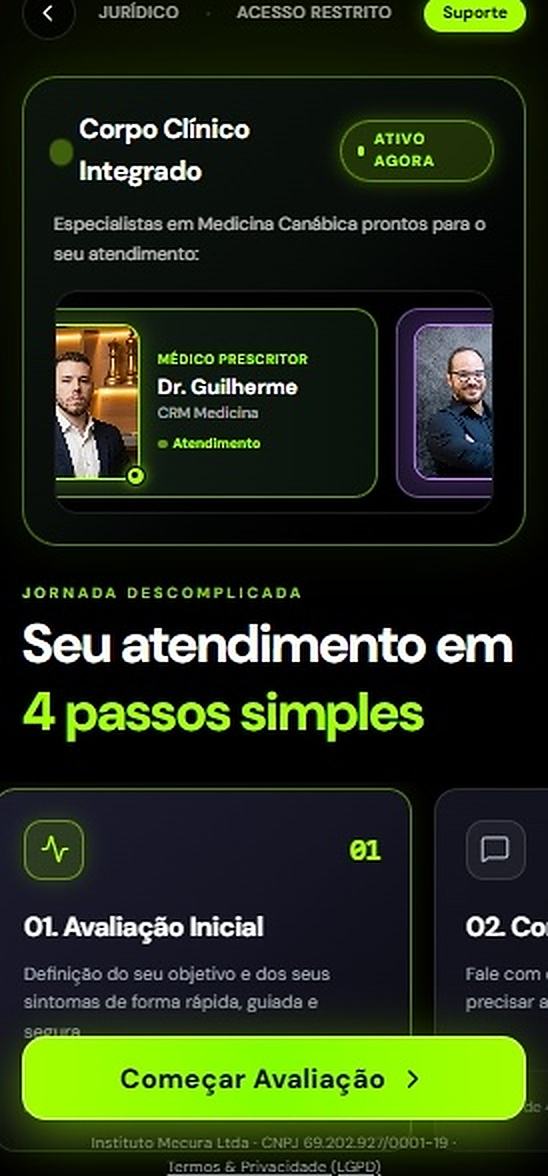 JURÍDICO · ACESSO RESTRITO Suporte
Corpo Clínico
Integrado
ATIVO
AGORA
Especialistas em Medicina Canábica prontos para o
seu atendimento:
MÉDICO PRESCRITOR
Dr. Guilherme
CRM Medicina
Atendimento
JORNADA DESCOMPLICADA
Seu atendimento em
4 passos simples
01
01. Avaliação Inicial
Definição do seu objetivo e dos seus
sintomas de forma rápida, guiada e
segura
02. Co
Fale com
precisar a
Começar Avaliação
de
Instituto Mecura Ltda · CNPJ 69.202.927/0001-19 ·
Termos & Privacidade (LGPD)